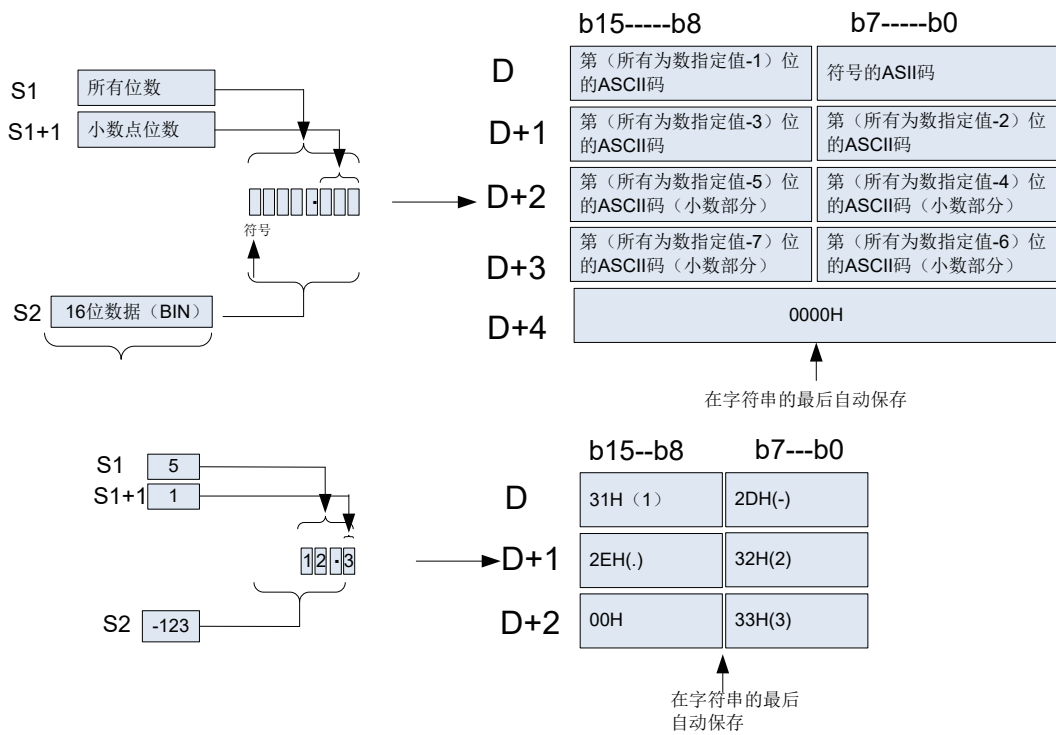 b15-----b8
b7-----b0
S1
所有位数
S1+1
小数点位数
符号
S2
16位数据（BIN）
D
第（所有为数指定值-1）位
的ASCII码
符号的ASII码
D+1
第（所有为数指定值-3）位
的ASCII码
第（所有为数指定值-2）位
的ASCII码
D+2
第（所有为数指定值-5）位
的ASCII码（小数部分）
第（所有为数指定值-4）位
的ASCII码（小数部分）
D+3
第（所有为数指定值-7）位
的ASCII码（小数部分）
第（所有为数指定值-6）位
的ASCII码（小数部分）
D+4
0000H
在字符串的最后自动保存
b15--b8
b7---b0
S1
5
S1+1
1
12.3
S2
-123
D
31H（1）
2DH(-)
D+1
2EH(.)
32H(2)
D+2
00H
33H(3)
在字符串的最后
自动保存